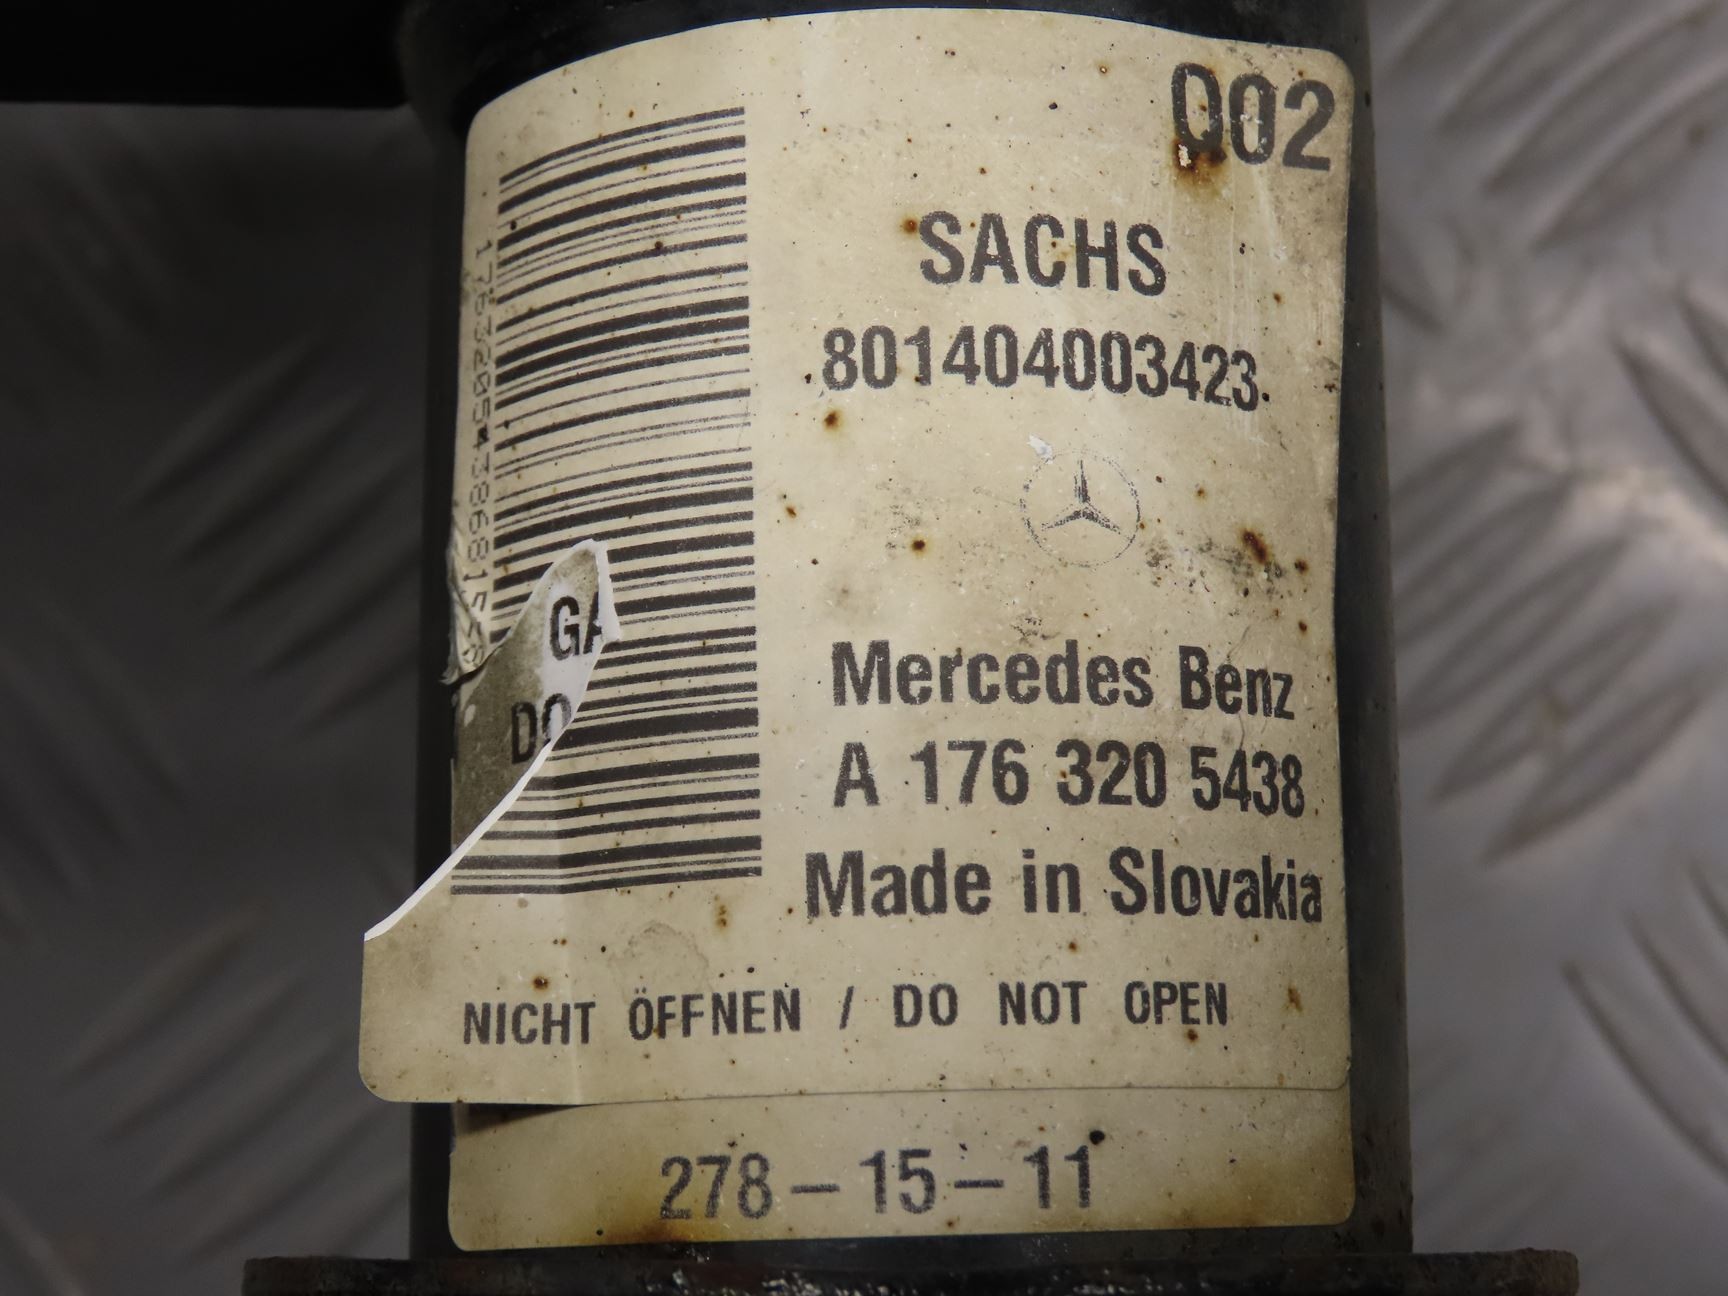 Q02
SACHS
801404003423
Mercedes Benz
A 176 320 5438
Made in Slovakia
GA
DO
NICHT ÖFFNEN / DO NOT OPEN
278-15-11